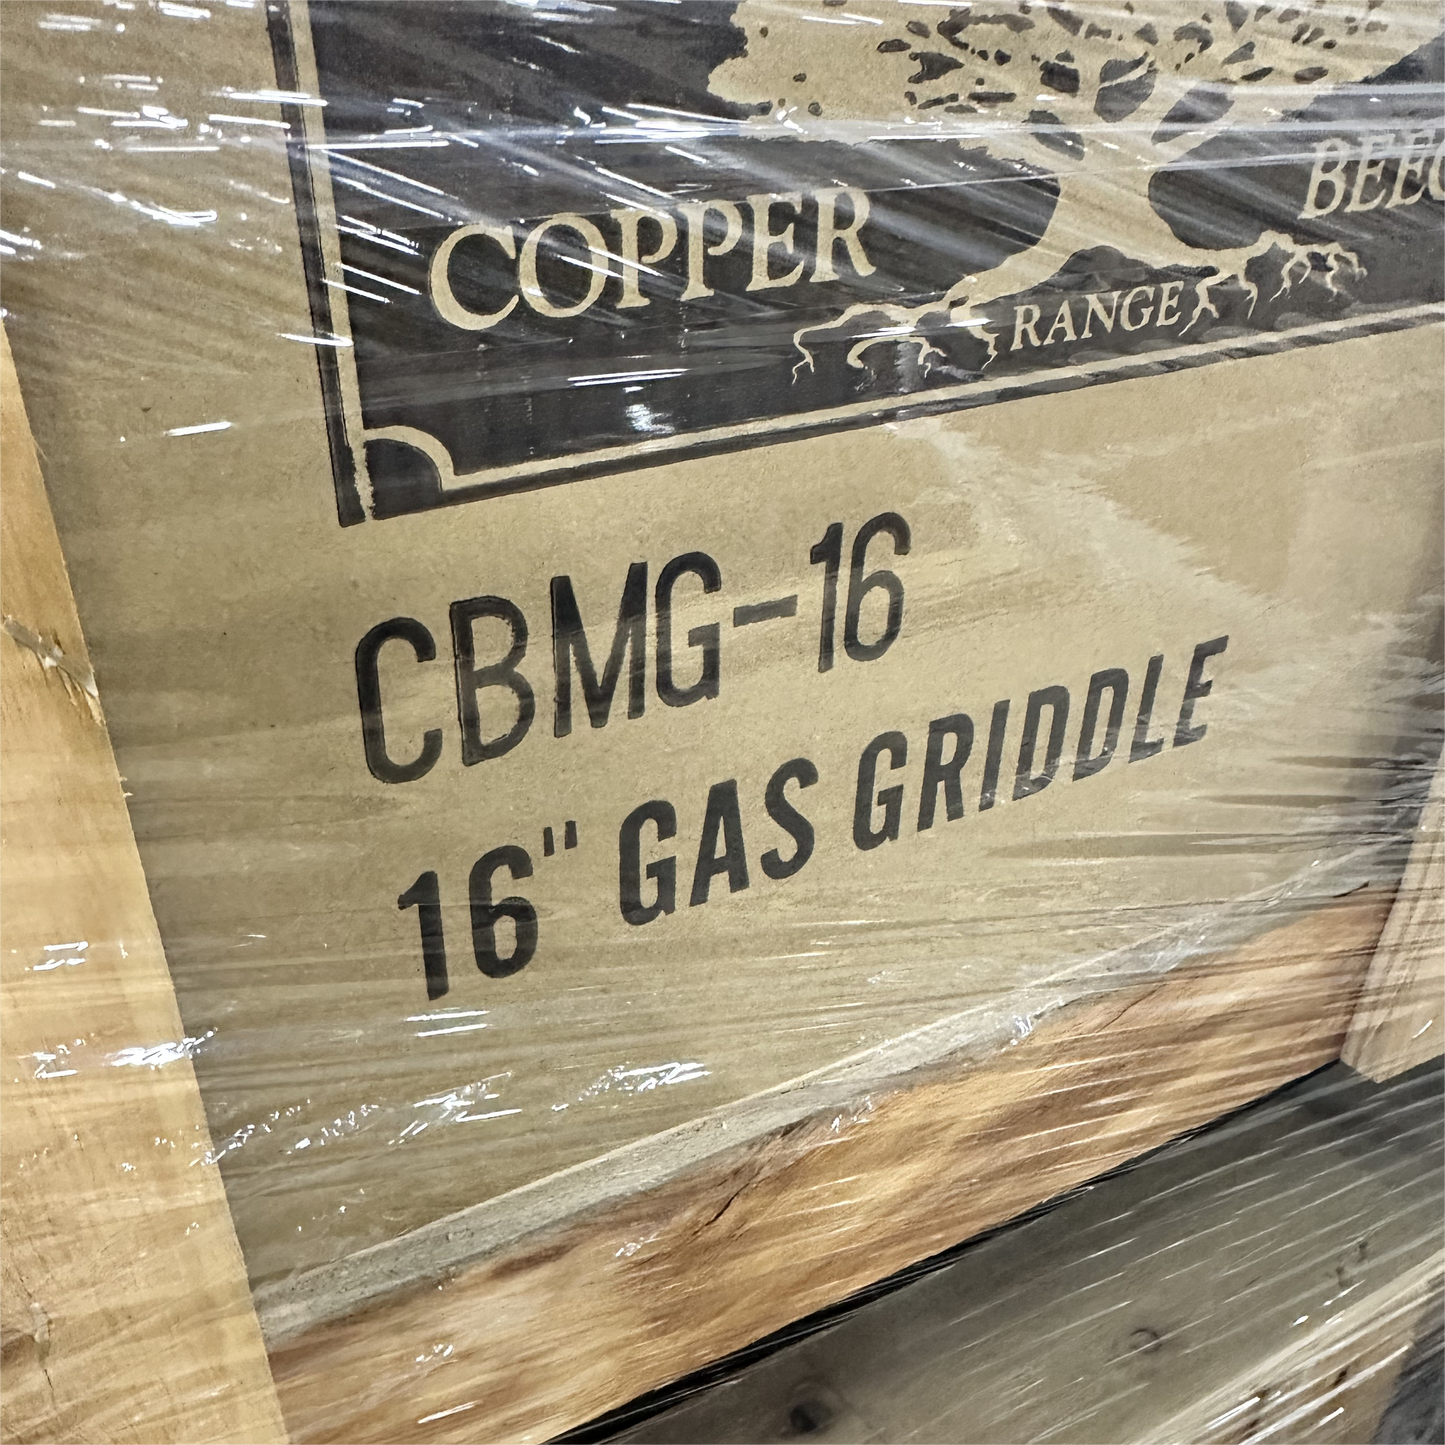 COPPER
RANGE
CBMG-16
16" GAS GRIDDLE